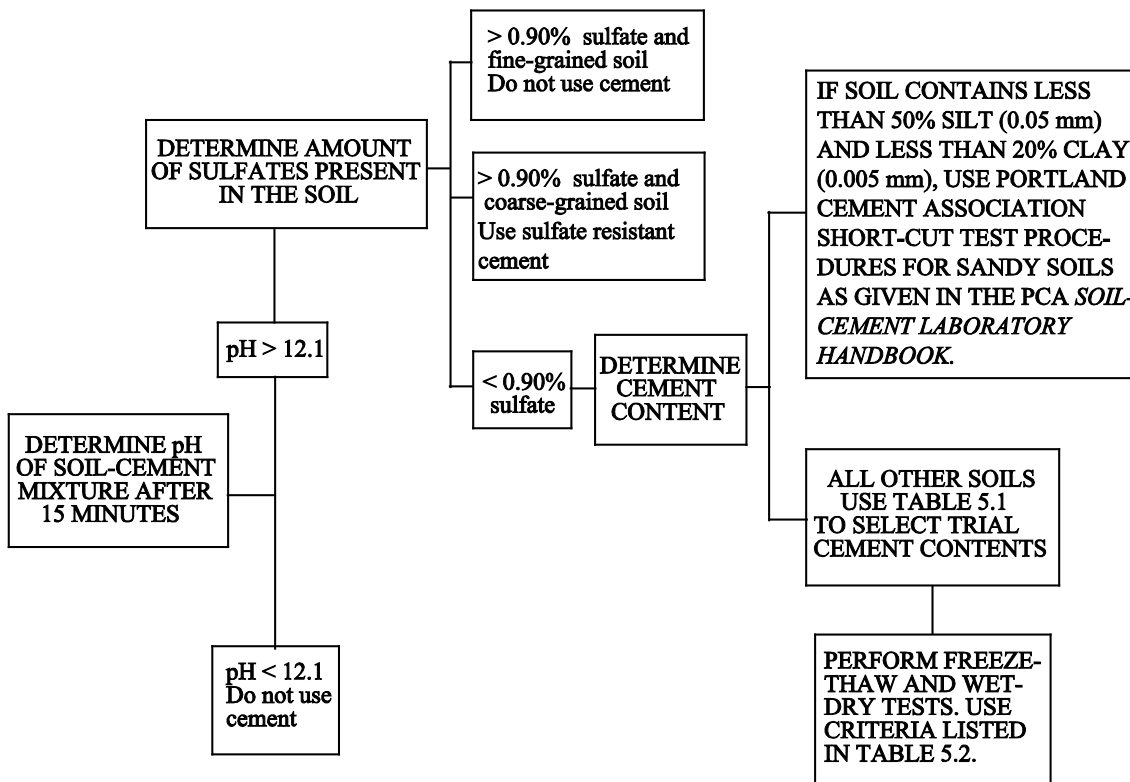 DETERMINE pH
OF SOIL-CEMENT
MIXTURE AFTER
15 MINUTES
pH > 12.1
pH < 12.1
Do not use
cement
DETERMINE AMOUNT
OF SULFATES PRESENT
IN THE SOIL
> 0.90% sulfate and
fine-grained soil
Do not use cement
> 0.90% sulfate and
coarse-grained soil
Use sulfate resistant
cement
< 0.90%
sulfate
DETERMINE
CEMENT
CONTENT
IF SOIL CONTAINS LESS
THAN 50% SILT (0.05 mm)
AND LESS THAN 20% CLAY
(0.005 mm), USE PORTLAND
CEMENT ASSOCIATION
SHORT-CUT TEST PROCE-
DURES FOR SANDY SOILS
AS GIVEN IN THE PCA SOIL-
CEMENT LABORATORY
HANDBOOK.
ALL OTHER SOILS
USE TABLE 5.1
TO SELECT TRIAL
CEMENT CONTENTS
PERFORM FREEZE-
THAW AND WET-
DRY TESTS. USE
CRITERIA LISTED
IN TABLE 5.2.